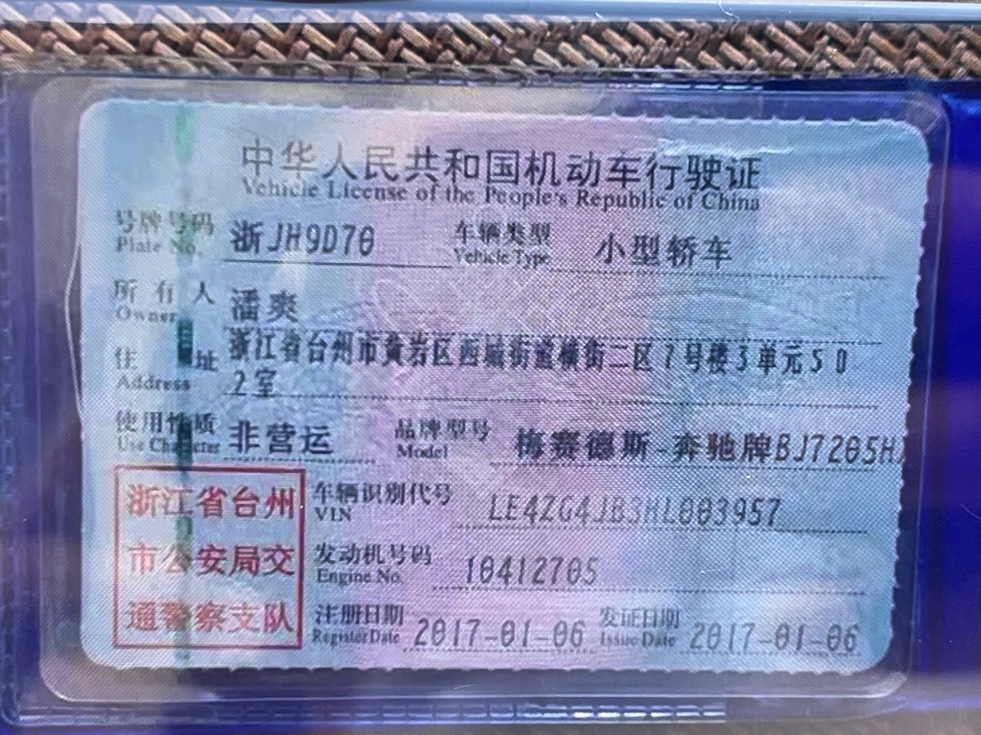 中华人民共和国机动车行驶证
Vehicle License of the People's Republic of China
号牌号码 浙JH9D70 车辆类型 小型轿车
Plate No. Vehicle Type
所有人 潘爽
Owner
住址 浙江省台州市黄岩区西城街道横街二区7号楼3单元50
Address 2室
使用性质 非营运 品牌型号 梅赛德斯-奔驰牌BJ7205H
Use Character Model
浙江省台州 车辆识别代号 LE4ZG4JB3HL003957
VIN
市公安局交 发动机号码 10412705
Engine No.
通警察支队 注册日期 2017-01-06 发证日期 2017-01-06
Register Date Issue Date